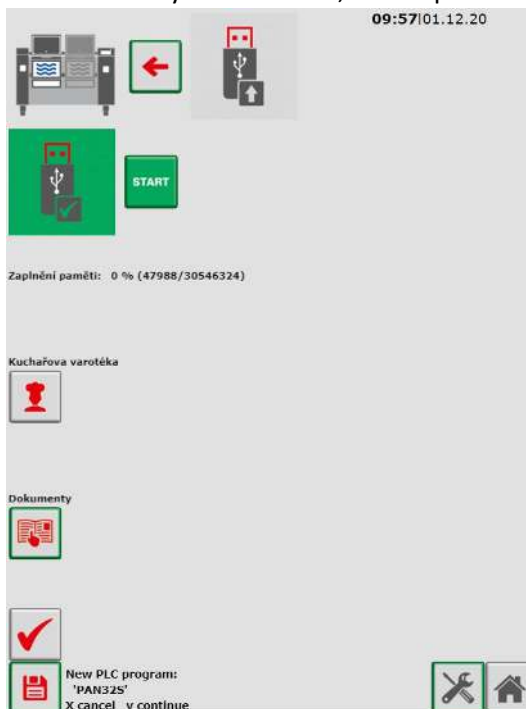 09:57|01.12.20
START
Zaplnění paměti: 0 % (47988/30546324)
Kuchařova varotéka
Dokumenty
New PLC program:
'PAN32S'
X cancel v continue